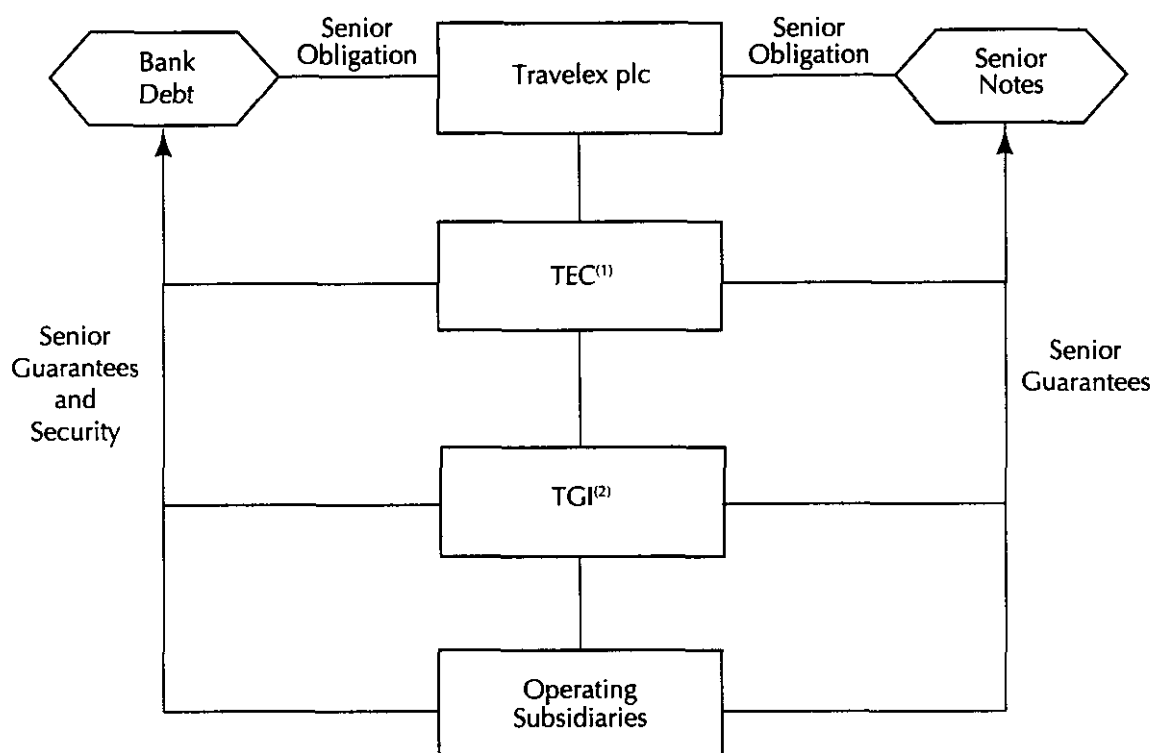 Bank
Debt
Senior
Obligation
Travelex plc
Senior
Obligation
Senior
Notes
TEC(1)
Senior
Guarantees
and
Security
Senior
Guarantees
TGI(2)
Operating
Subsidiaries